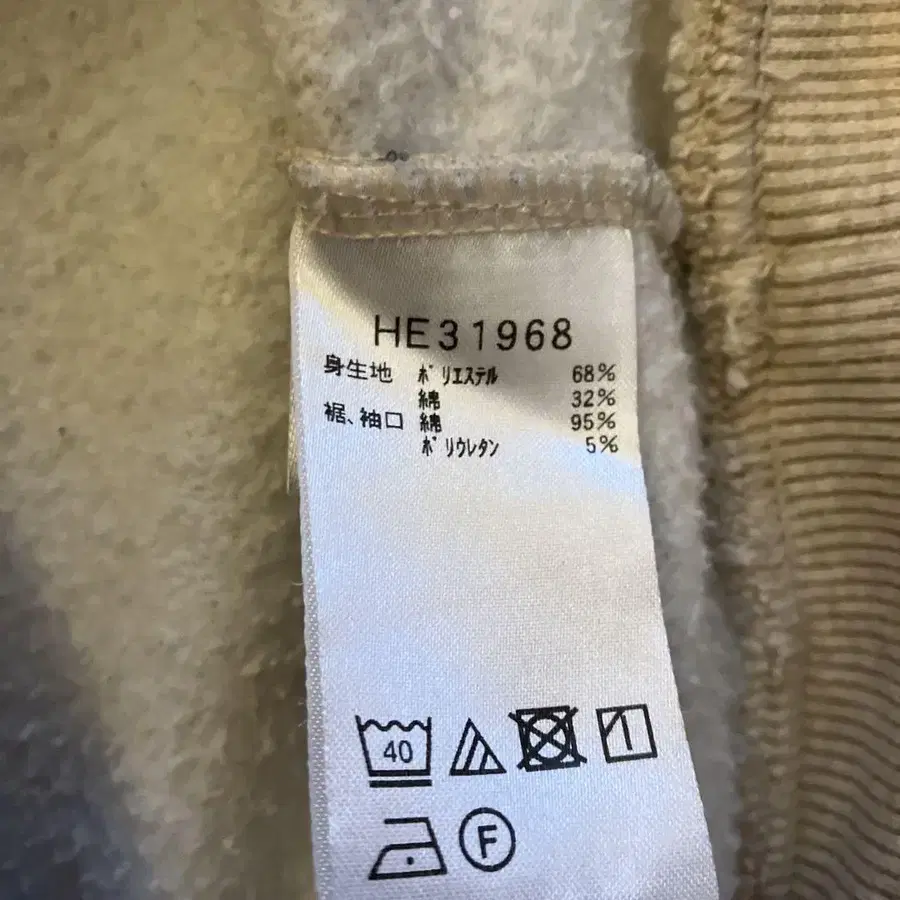 HE31968
身生地 ポリエステル 68%
綿 32%
裾、袖口 綿 95%
ポリウレタン 5%
40
F